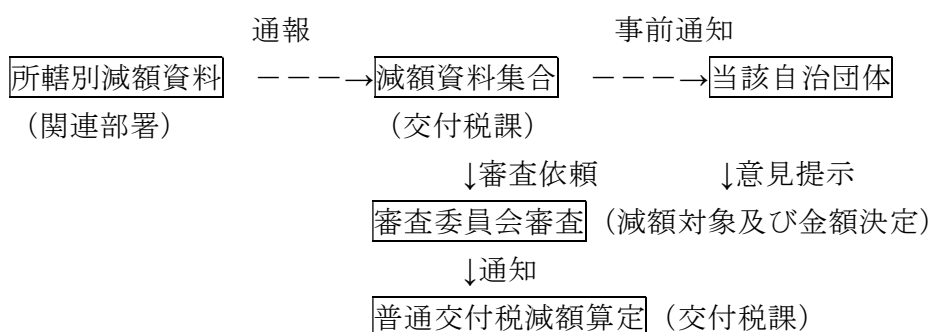 通報 事前通知
所轄別減額資料 －－－→減額資料集合 －－－→当該自治団体
（関連部署） （交付税課）
↓審査依頼 ↓意見提示
審査委員会審査（減額対象及び金額決定）
↓通知
普通交付税減額算定（交付税課）